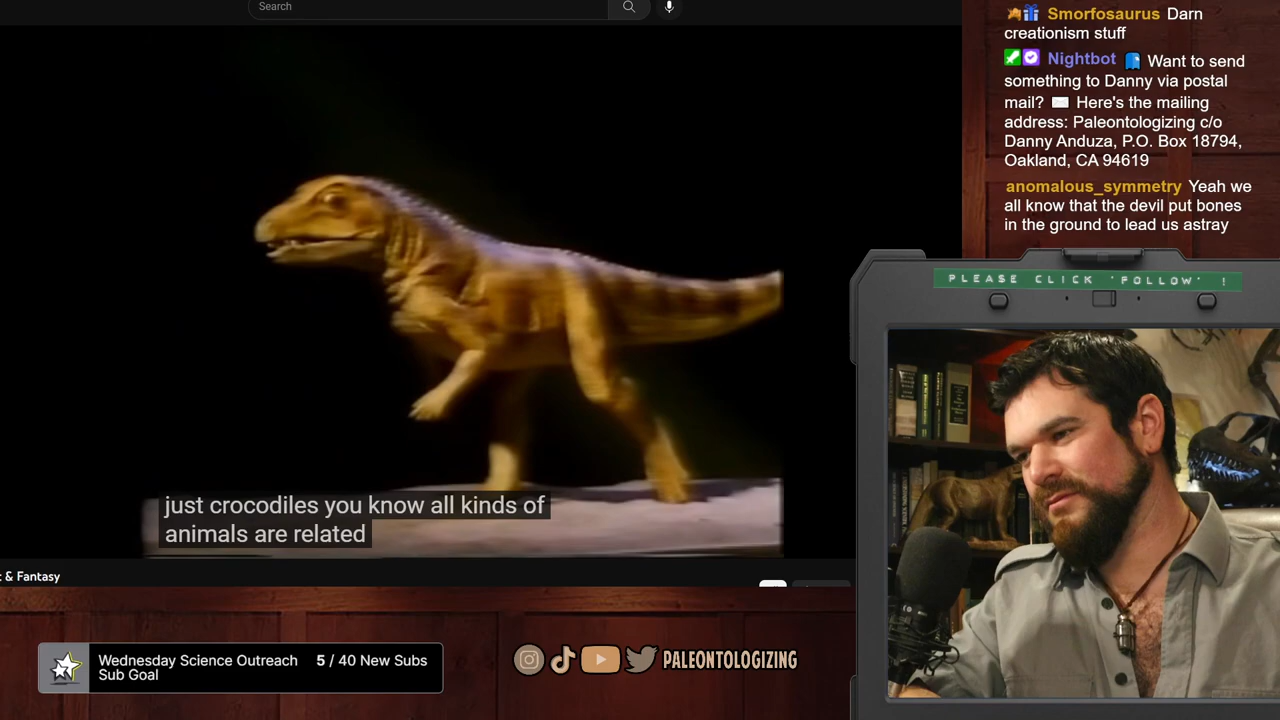 Search
Smorfosaurus Darn
creationism stuff
Nightbot Want to send
something to Danny via postal
mail? ✉️ Here's the mailing
address: Paleontologizing c/o
Danny Anduza, P.O. Box 18794,
Oakland, CA 94619
anomalous_symmetry Yeah we
all know that the devil put bones
in the ground to lead us astray
PLEASE CLICK 'FOLLOW' !
just crocodiles you know all kinds of
animals are related
& Fantasy
Wednesday Science Outreach 5 / 40 New Subs
Sub Goal
PALEONTOLOGIZING